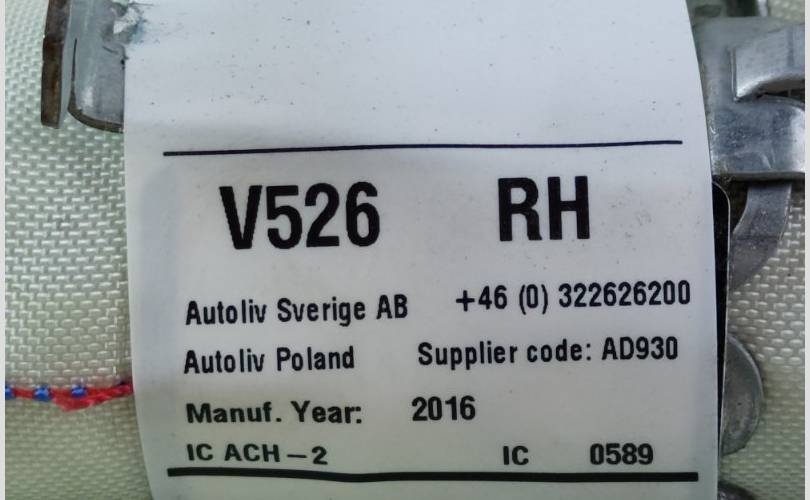 V526 RH
Autoliv Sverige AB +46 (0) 322626200
Autoliv Poland Supplier code: AD930
Manuf. Year: 2016
IC ACH-2 IC 0589